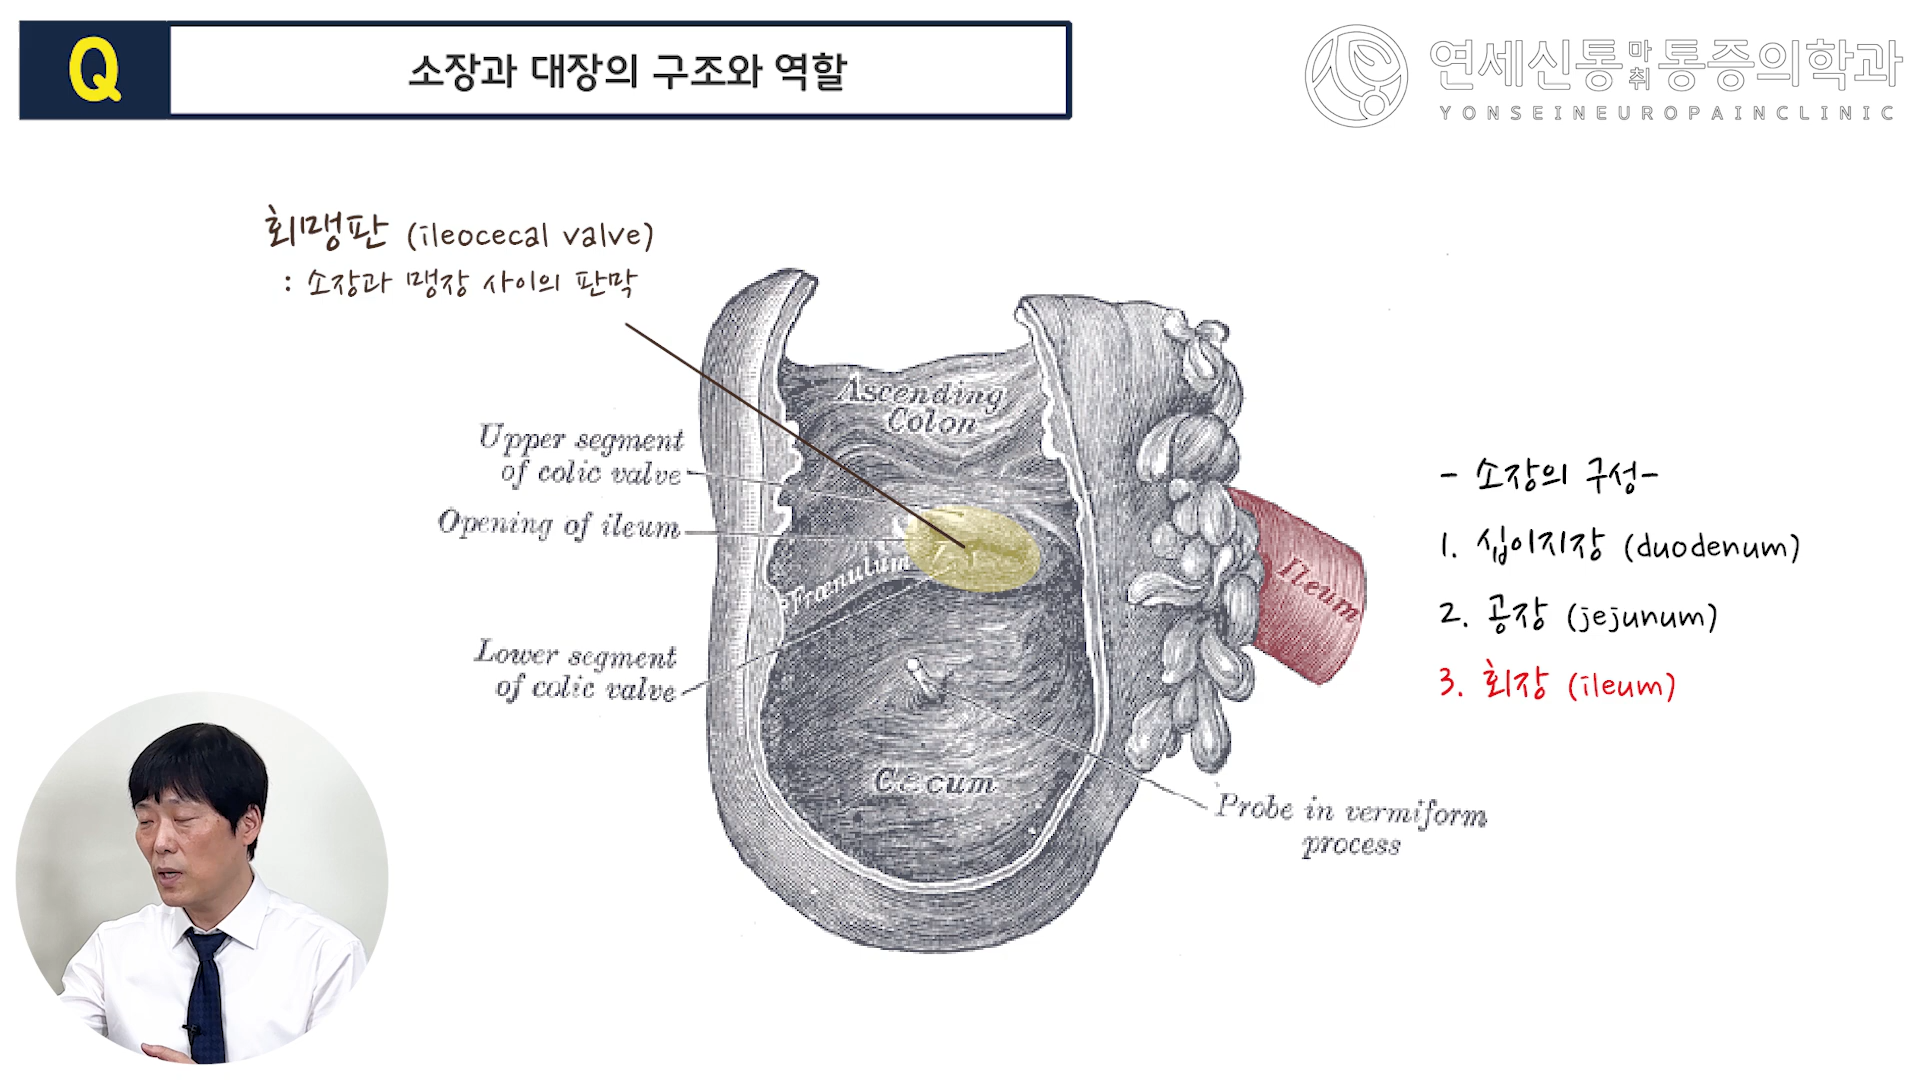 Q
소장과 대장의 구조와 역할
연세신통마취통증의학과
YONSEINEUROPAINCLINIC
회맹판 (ileocecal valve)
: 소장과 맹장 사이의 판막
Ascending
Colon
Upper segment
of colic valve
Opening of ileum
Frænulum
Lower segment
of colic valve
Cecum
Ileum
Probe in vermiform
process
- 소장의 구성-
1. 십이지장 (duodenum)
2. 공장 (jejunum)
3. 회장 (ileum)